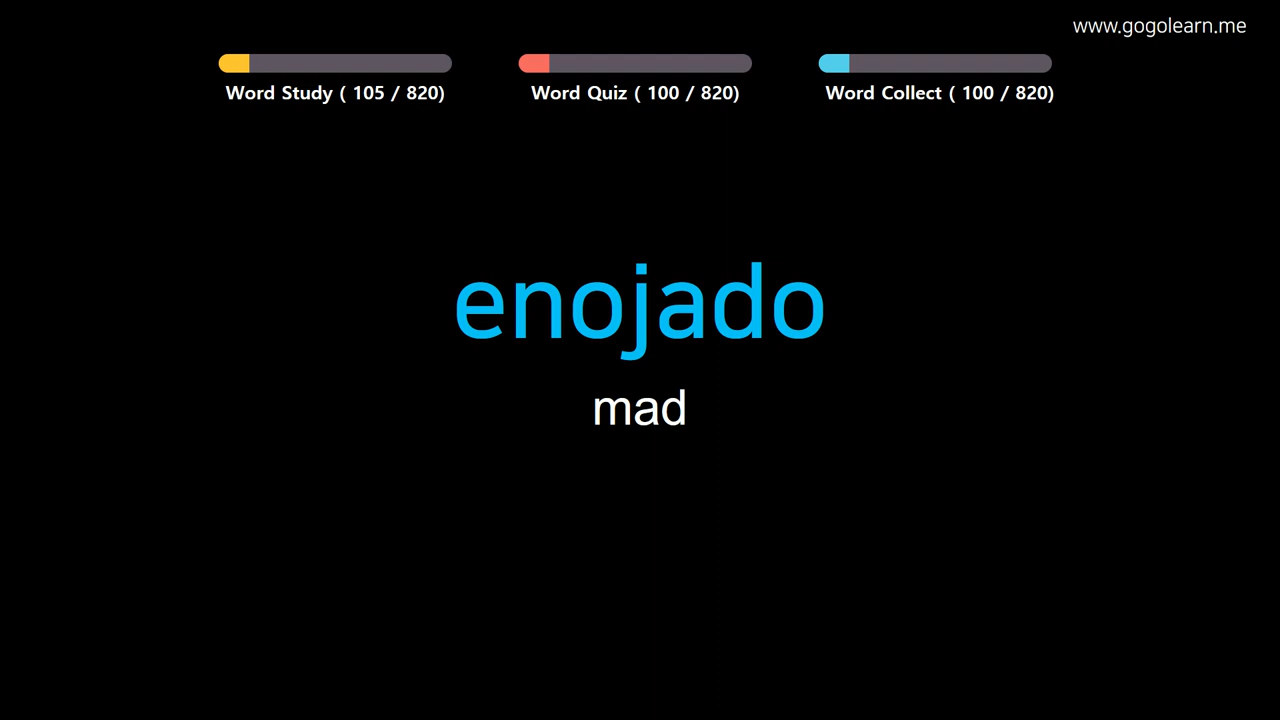 www.gogolearn.me
Word Study ( 105 / 820)
Word Quiz ( 100 / 820)
Word Collect ( 100 / 820)
enojado
mad